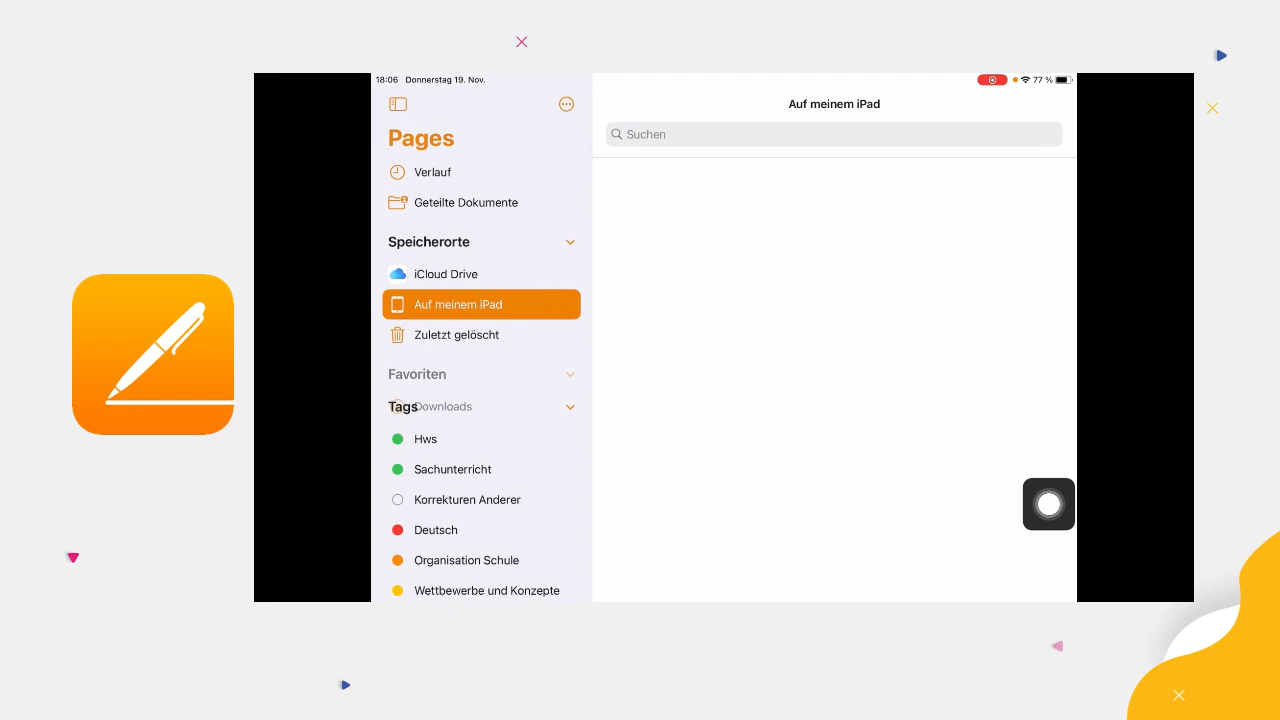 18:06 Donnerstag 19. Nov.
77 %
Pages
Verlauf
Geteilte Dokumente
Speicherorte
iCloud Drive
Auf meinem iPad
Zuletzt gelöscht
Favoriten
Downloads
Tags
Hws
Sachunterricht
Korrekturen Anderer
Deutsch
Organisation Schule
Wettbewerbe und Konzepte
Auf meinem iPad
Suchen